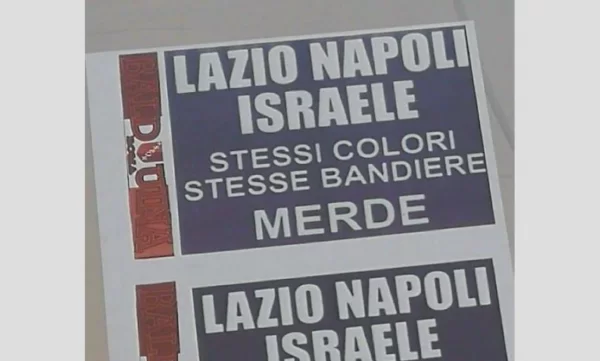 LAZIO NAPOLI
ISRAELE
STESSI COLORI
STESSE BANDIERE
MERDE
LAZIO NAPOLI
ISRAELE